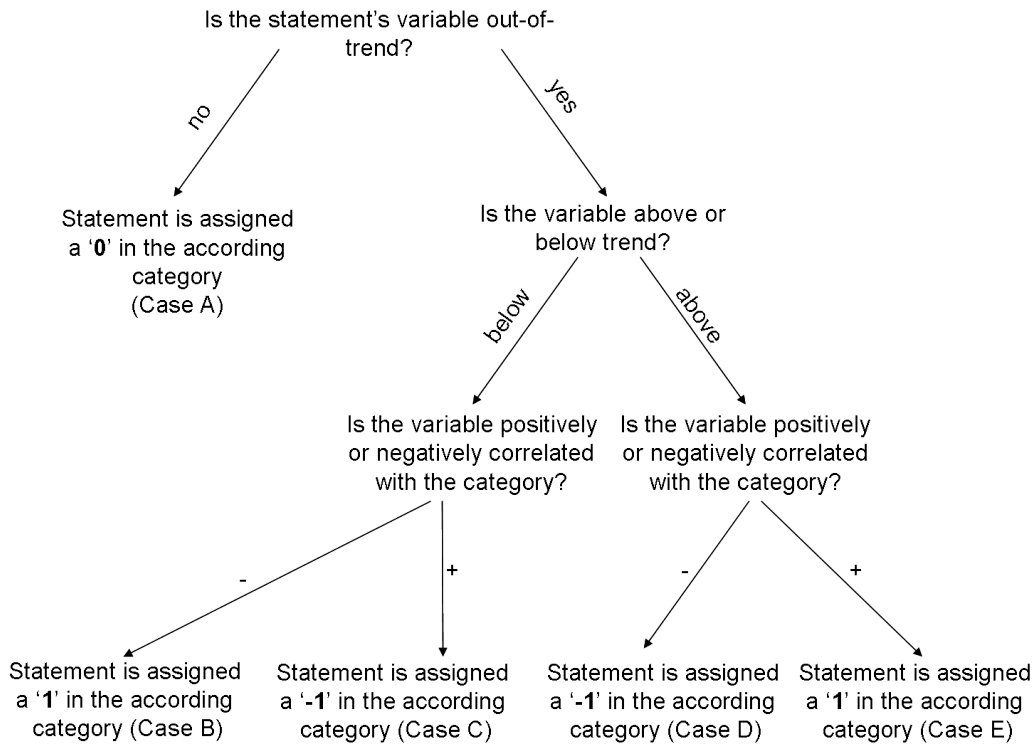 Is the statement’s variable out-of-
trend?
no
yes
Statement is assigned
a ‘0’ in the according
category
(Case A)
Is the variable above or
below trend?
below
above
Is the variable positively
or negatively correlated
with the category?
Is the variable positively
or negatively correlated
with the category?
-
+
-
+
Statement is assigned
a ‘1’ in the according
category (Case B)
Statement is assigned
a ‘-1’ in the according
category (Case C)
Statement is assigned
a ‘-1’ in the according
category (Case D)
Statement is assigned
a ‘1’ in the according
category (Case E)